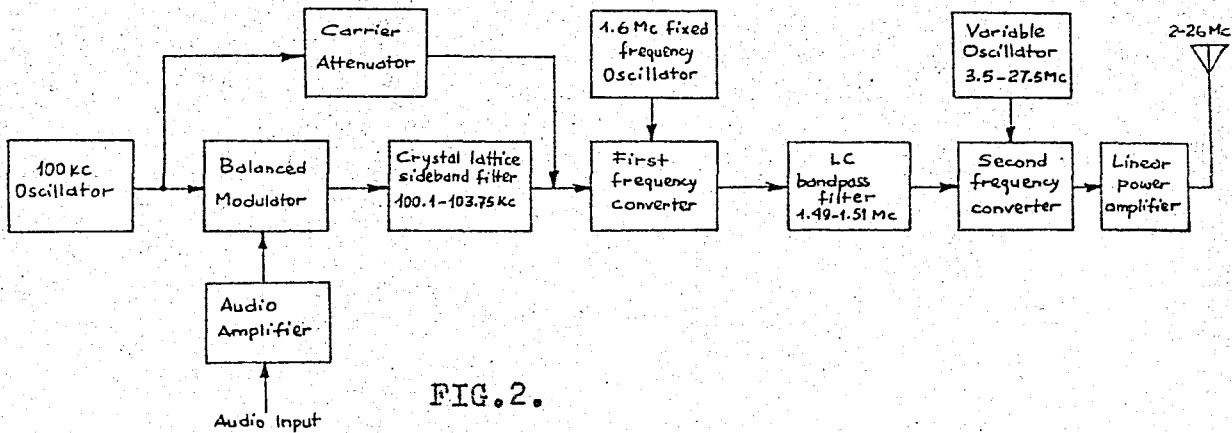 Carrier
Attenuator
1.6 Mc fixed
frequency
Oscillator
Variable
Oscillator
3.5-27.5Mc
2-26Mc
100 KC
Oscillator
Balanced
Modulator
Crystal lattice
sideband filter
100.1-103.75 Kc
First
frequency
converter
LC
bandpass
filter
1.49-1.51 Mc
Second
frequency
converter
Linear
power
amplifier
Audio
Amplifier
Audio Input
FIG.2.